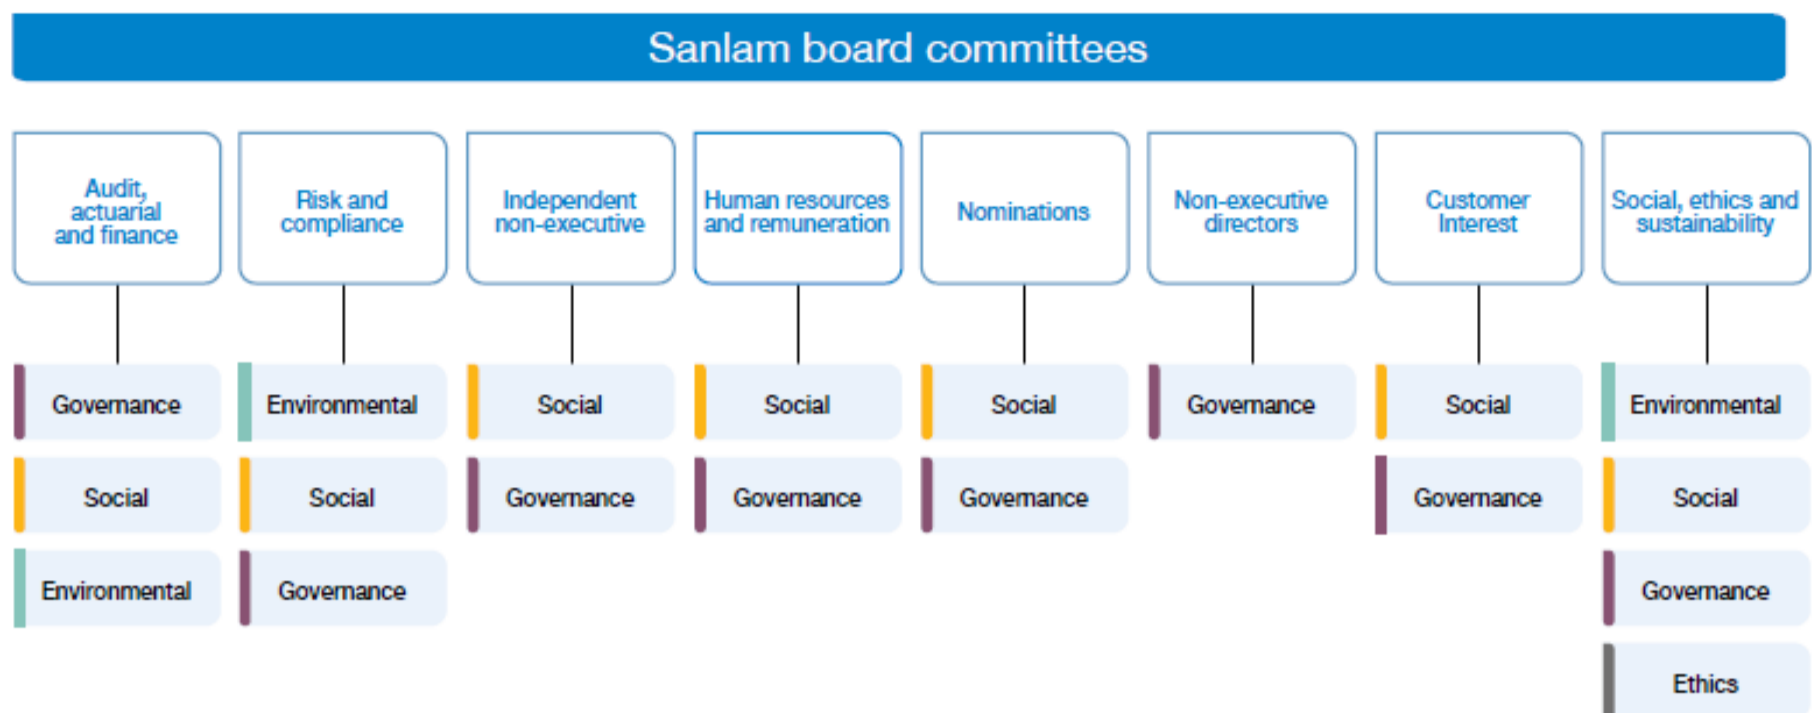 Sanlam board committees
Audit,
actuarial
and finance
Risk and
compliance
Independent
non-executive
Human resources
and remuneration
Nominations
Non-executive
directors
Customer
Interest
Social, ethics and
sustainability
Governance
Social
Environmental
Environmental
Social
Governance
Social
Governance
Social
Governance
Social
Governance
Governance
Social
Governance
Environmental
Social
Governance
Ethics